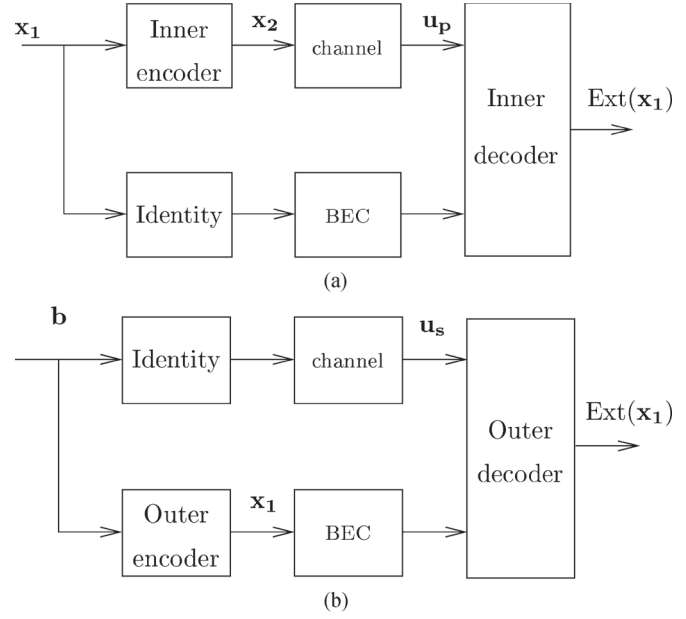 x₁
Inner
encoder
x₂
channel
uₚ
Inner
decoder
Ext(x₁)
Identity
BEC
(a)
b
Identity
channel
uₛ
Outer
decoder
Ext(x₁)
Outer
encoder
x₁
BEC
(b)